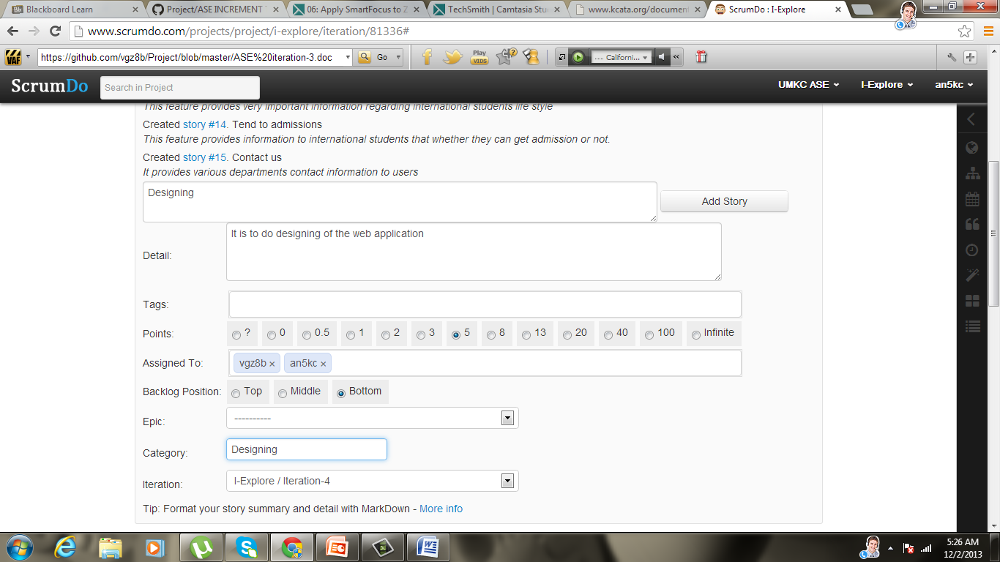 Blackboard Learn
Project/ASE INCREMENT
06: Apply SmartFocus to Z
TechSmith | Camtasia Stu
www.kcata.org/document
ScrumDo : I-Explore
www.scrumdo.com/projects/project/i-explore/iteration/81336#
VAF
https://github.com/vgz8b/Project/blob/master/ASE%20iteration-3.doc
Go
Play
VIDS
..... Californi...
ScrumDo
Search in Project
UMKC ASE
I-Explore
an5kc
This feature provides very important information regarding international students life style
Created story #14. Tend to admissions
This feature provides information to international students that whether they can get admission or not.
Created story #15. Contact us
It provides various departments contact information to users
Designing
Add Story
Detail:
It is to do designing of the web application
Tags:
Points: ? 0 0.5 1 2 3 5 8 13 20 40 100 Infinite
Assigned To: vgz8b × an5kc ×
Backlog Position: Top Middle Bottom
Epic: ----------
Category: Designing
Iteration: I-Explore / Iteration-4
Tip: Format your story summary and detail with MarkDown - More info
5:26 AM
12/2/2013